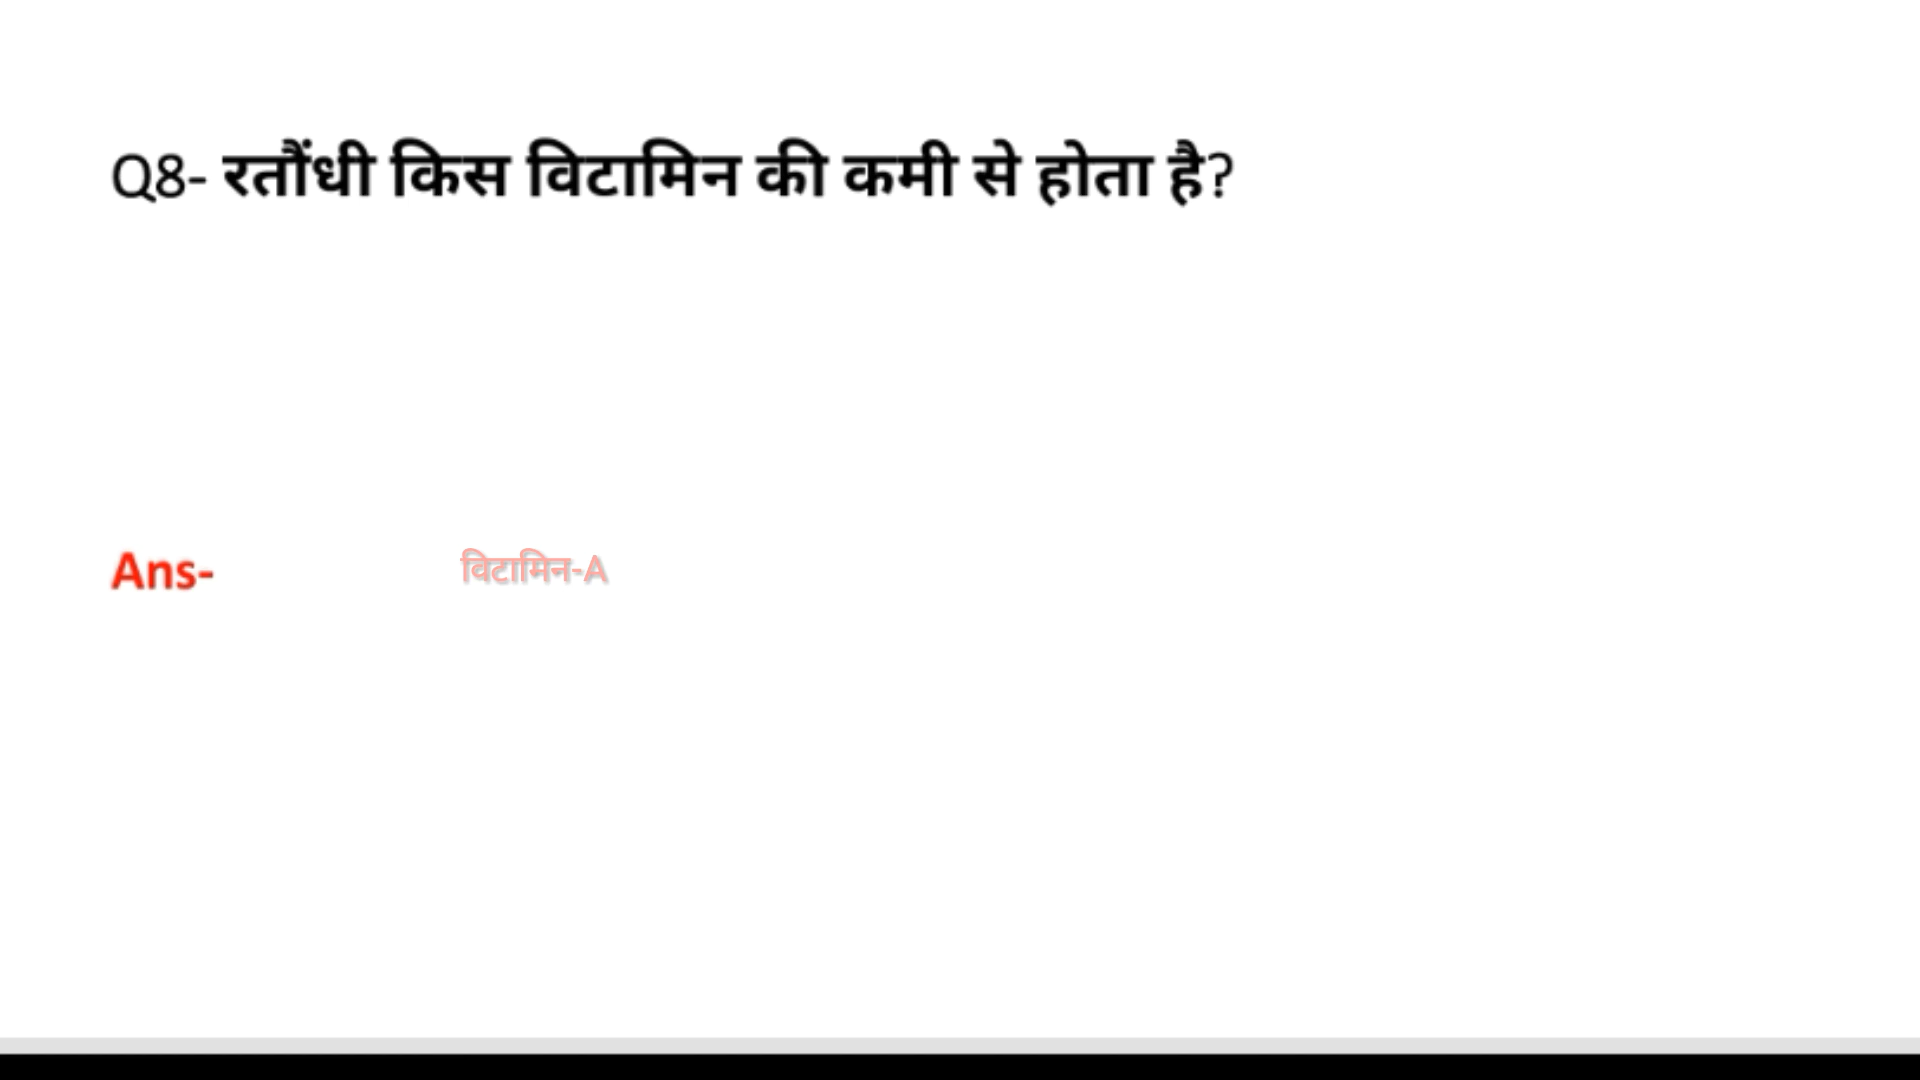 Q8- रतौंधी किस विटामिन की कमी से होता है?
Ans- विटामिन-A